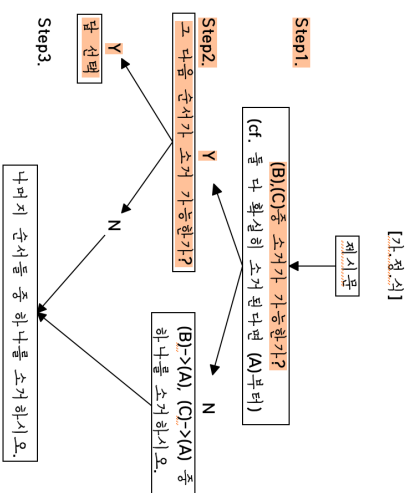 [가.정.식]
제시문
Step1.
(B),(C)중 소거가 가능한가?
(cf. 둘 다 확실히 소거된다면 (A)부터)
Y
N
Step2.
그 다음 순서가 소거 가능한가?
(B)->(A), (C)->(A) 중
하나를 소거하시오.
Y
N
답 선택
Step3.
나머지 순서들 중 하나를 소거하시오.